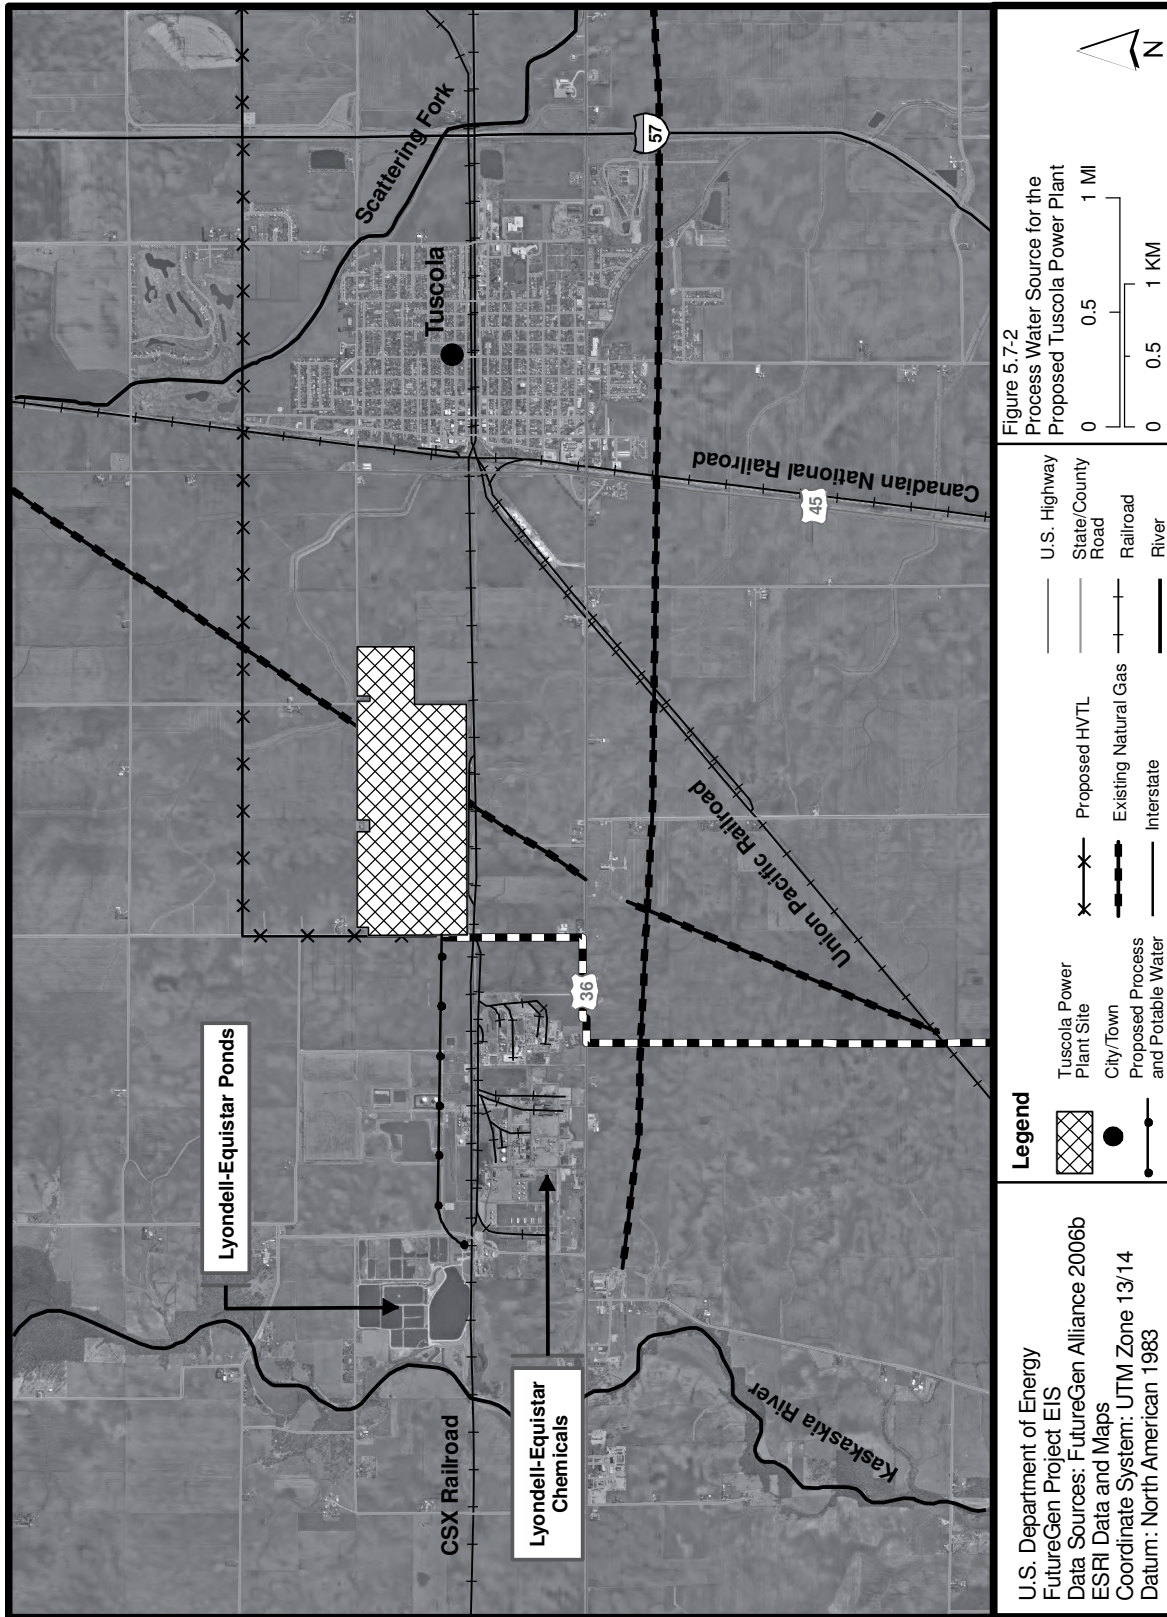 Scattering Fork
Tuscola
57
Canadian National Railroad
45
Union Pacific Railroad
36
Lyondell-Equistar Ponds
Lyondell-Equistar
Chemicals
CSX Railroad
Kaskaskia River
U.S. Department of Energy
FutureGen Project EIS
Data Sources: FutureGen Alliance 2006b
ESRI Data and Maps
Coordinate System: UTM Zone 13/14
Datum: North American 1983
Legend
Tuscola Power
Plant Site
City/Town
Proposed Process
and Potable Water
Proposed HVTL
Existing Natural Gas
Interstate
U.S. Highway
State/County
Road
Railroad
River
Figure 5.7-2
Process Water Source for the
Proposed Tuscola Power Plant
0 0.5 1 MI
0 0.5 1 KM
N